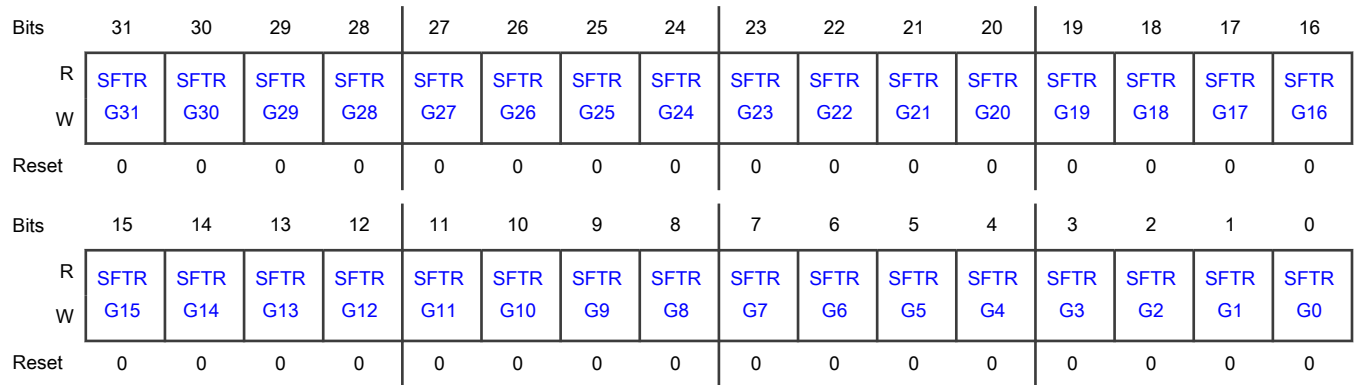 Bits 31 30 29 28 27 26 25 24 23 22 21 20 19 18 17 16
R SFTR SFTR SFTR SFTR SFTR SFTR SFTR SFTR SFTR SFTR SFTR SFTR SFTR SFTR SFTR SFTR
W G31 G30 G29 G28 G27 G26 G25 G24 G23 G22 G21 G20 G19 G18 G17 G16
Reset 0 0 0 0 0 0 0 0 0 0 0 0 0 0 0 0
Bits 15 14 13 12 11 10 9 8 7 6 5 4 3 2 1 0
R SFTR SFTR SFTR SFTR SFTR SFTR SFTR SFTR SFTR SFTR SFTR SFTR SFTR SFTR SFTR SFTR
W G15 G14 G13 G12 G11 G10 G9 G8 G7 G6 G5 G4 G3 G2 G1 G0
Reset 0 0 0 0 0 0 0 0 0 0 0 0 0 0 0 0